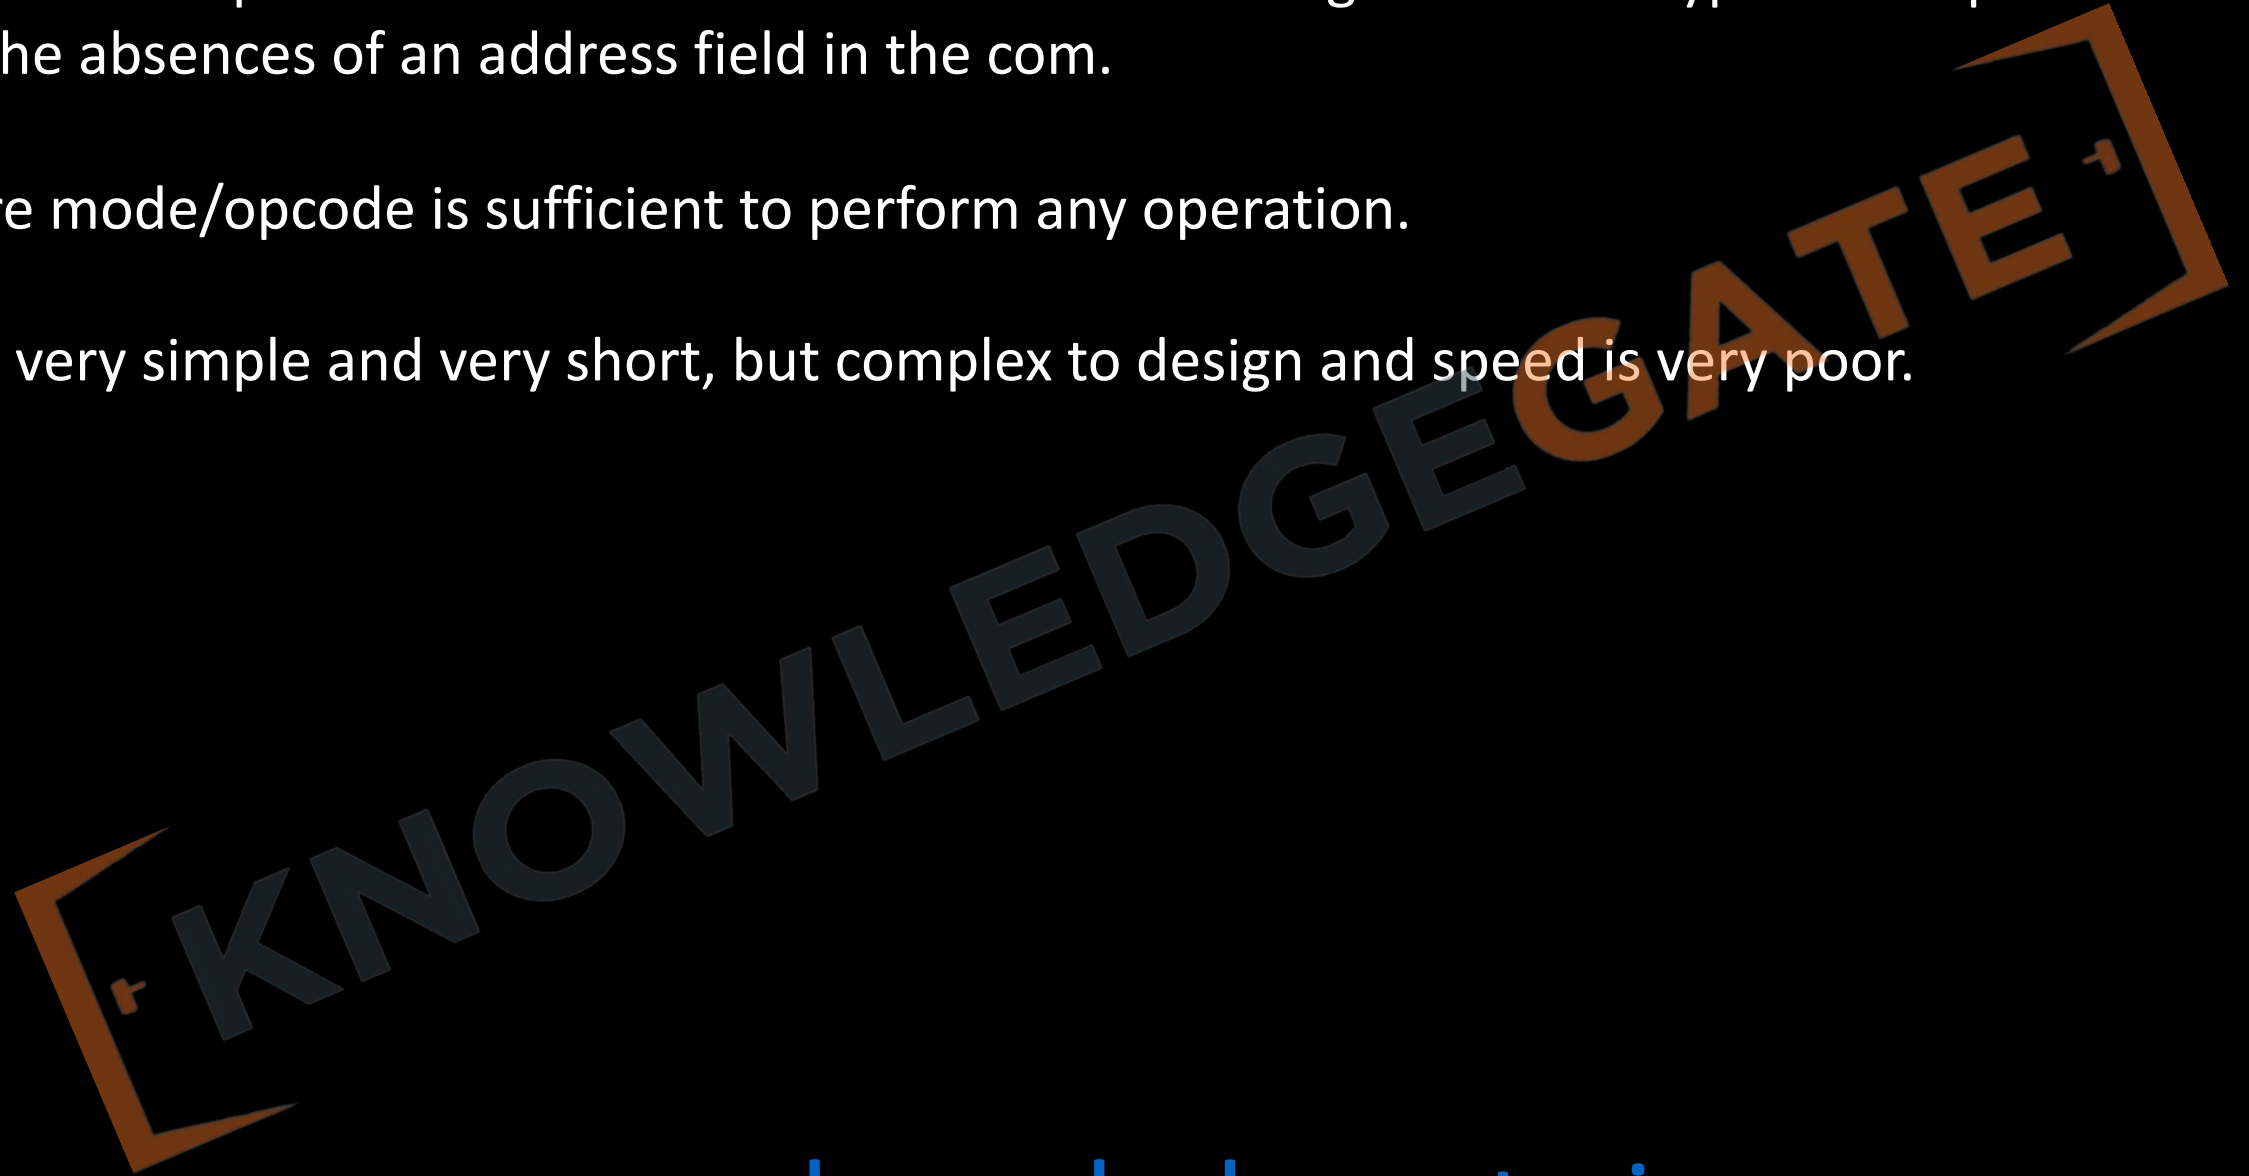 he absences of an address field in the com.
re mode/opcode is sufficient to perform any operation.
very simple and very short, but complex to design and speed is very poor.
KNOWLEDGEGATE